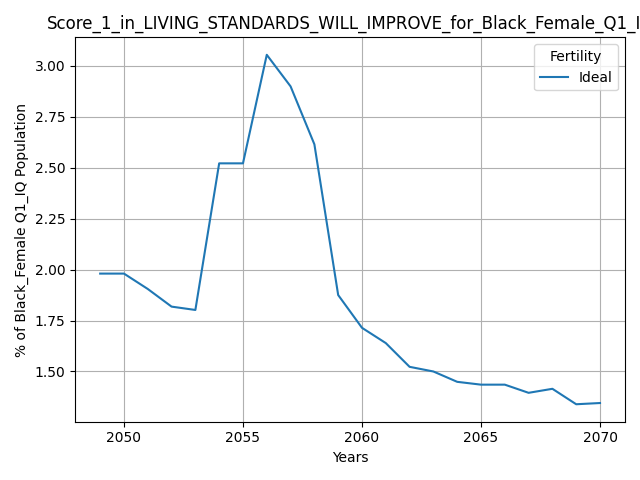 Score_1_in_LIVING_STANDARDS_WILL_IMPROVE_for_Black_Female_Q1_I
Fertility
Ideal
3.00
2.75
2.50
2.25
2.00
1.75
1.50
% of Black_Female Q1_IQ Population
2050 2055 2060 2065 2070
Years